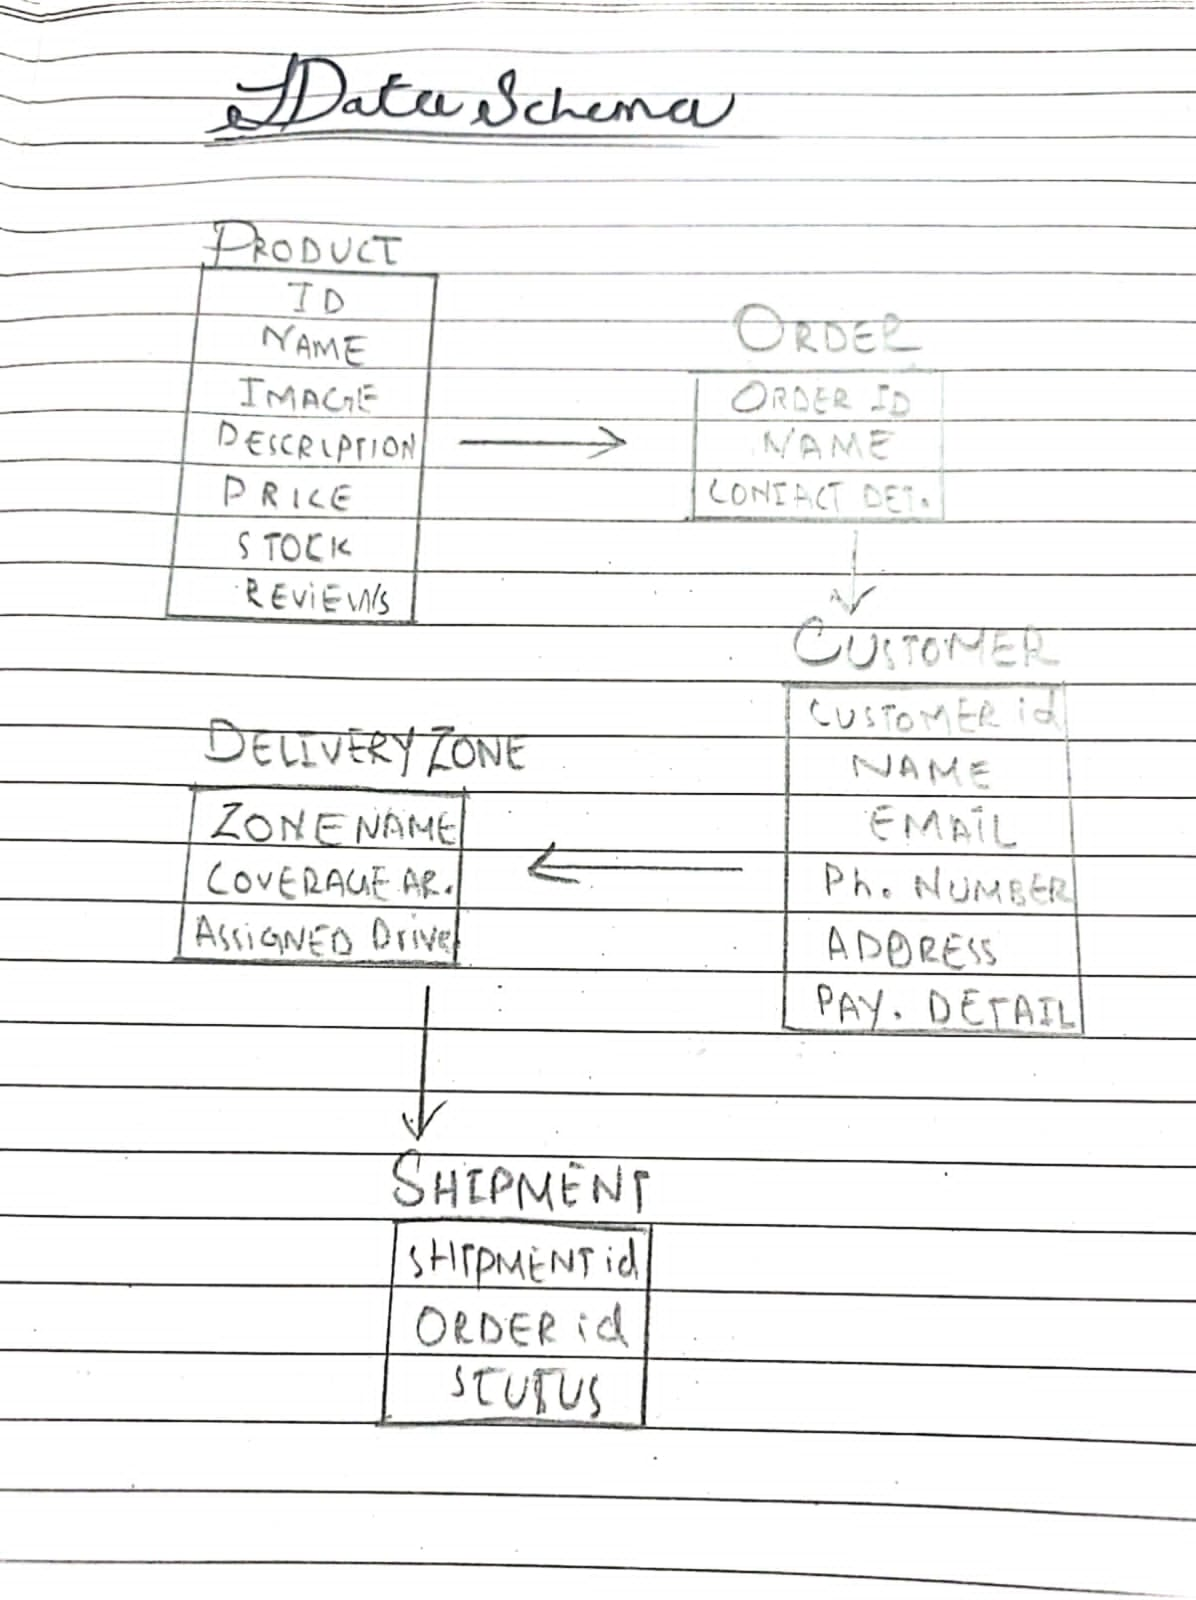 Data Schema
PRODUCT
ID
NAME
IMAGE
DESCRIPTION
PRICE
STOCK
REVIEWS
ORDER
ORDER ID
NAME
CONTACT DET.
CUSTOMER
CUSTOMER id
NAME
EMAIL
Ph. NUMBER
ADDRESS
PAY. DETAIL
DELIVERY ZONE
ZONE NAME
COVERAGE AR.
ASSIGNED Drive
SHIPMENT
SHIPMENT id
ORDER id
STUTUS